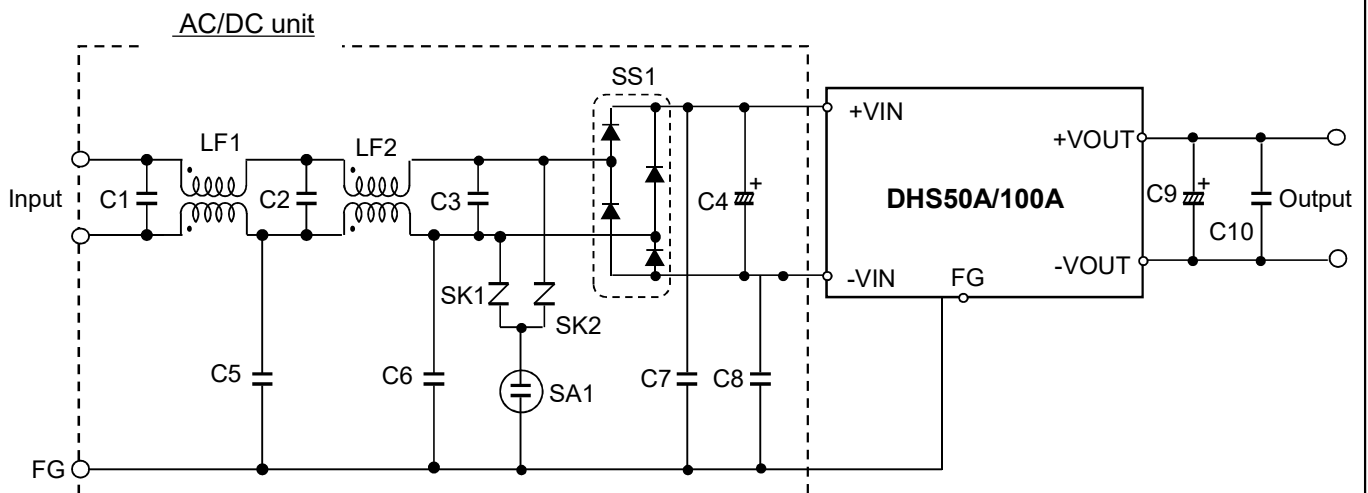 AC/DC unit
SS1
+VIN
LF1
LF2
+VOUT
Input
C1
C2
C3
C4
+
DHS50A/100A
C9
+
C10
Output
-VIN
FG
-VOUT
SK1
SK2
C5
C6
SA1
C7
C8
FG